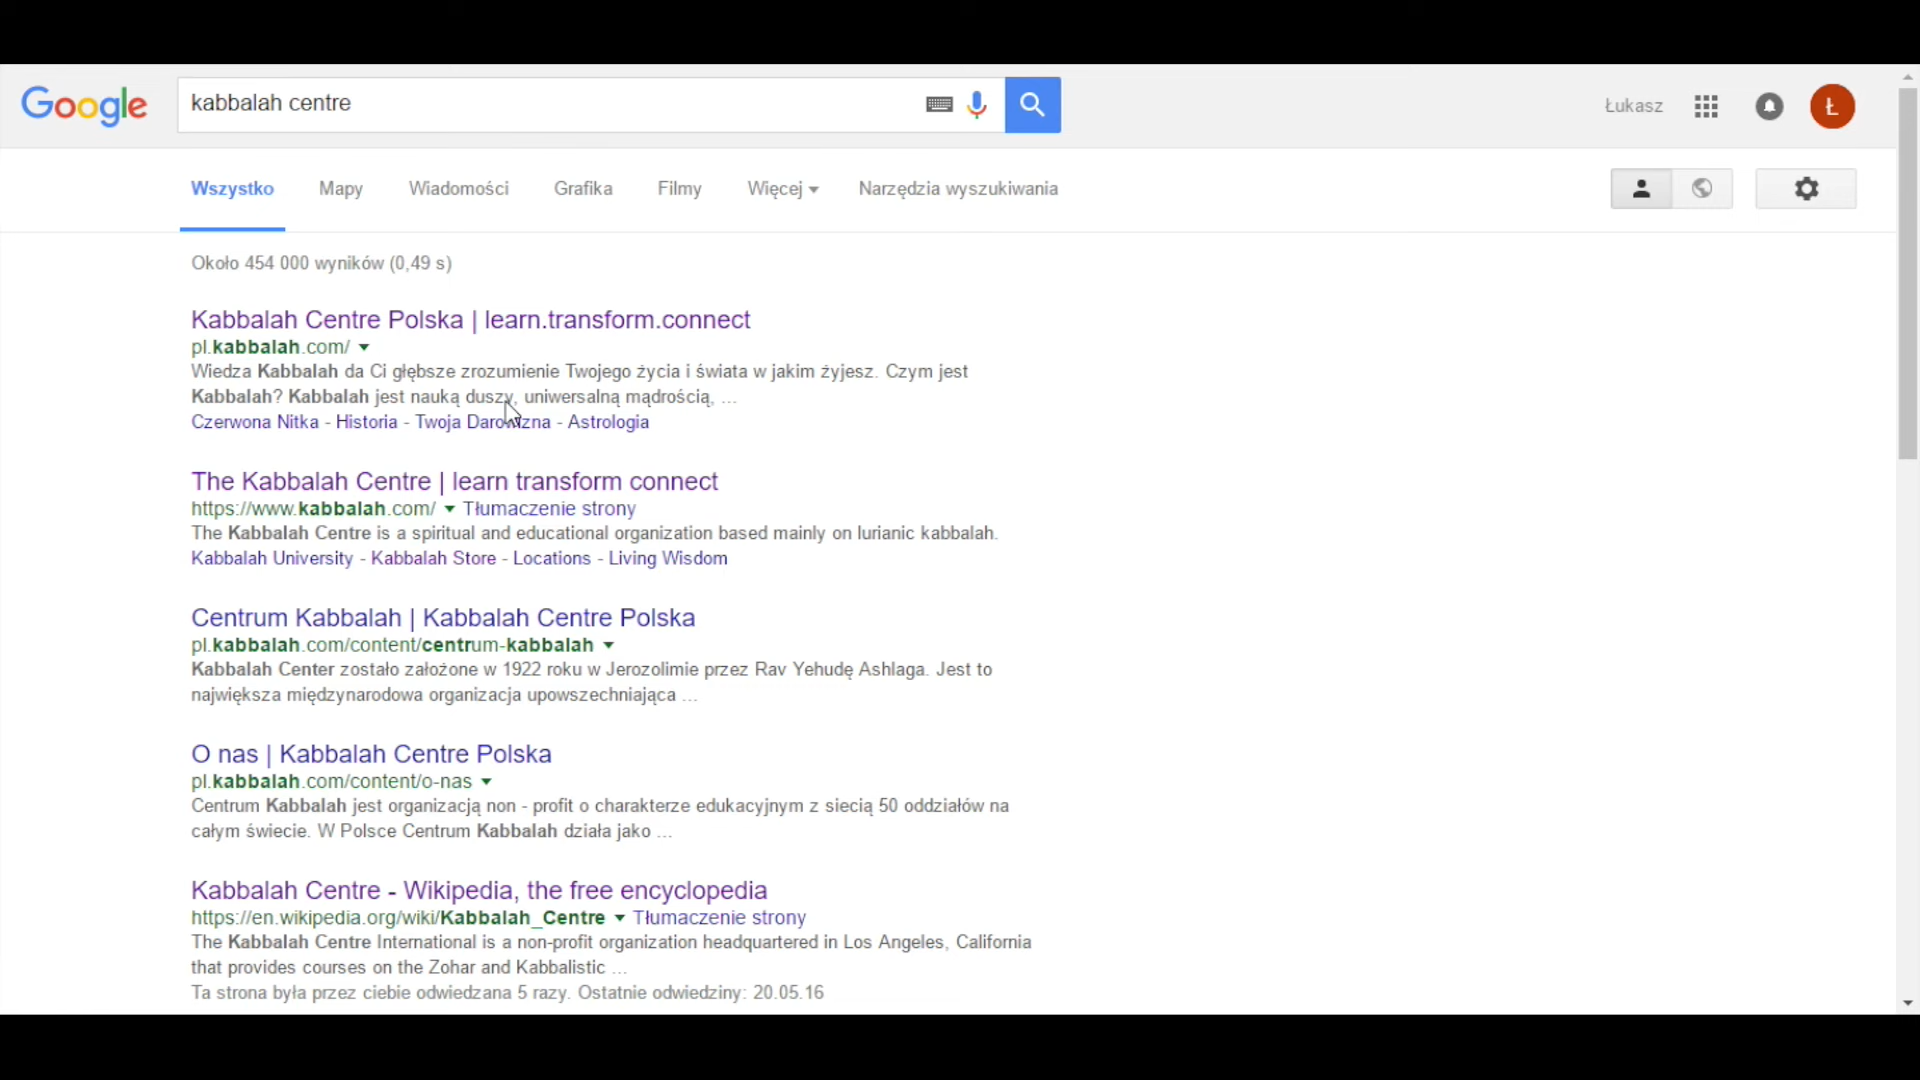 Google
kabbalah centre
Łukasz
Ł
Wszystko Mapy Wiadomości Grafika Filmy Więcej Narzędzia wyszukiwania
Około 454 000 wyników (0,49 s)
Kabbalah Centre Polska | learn.transform.connect
pl.kabbalah.com/
Wiedza Kabbalah da Ci głębsze zrozumienie Twojego życia i świata w jakim żyjesz. Czym jest
Kabbalah? Kabbalah jest nauką duszy, uniwersalną mądrością, ...
Czerwona Nitka - Historia - Twoja Darowizna - Astrologia
The Kabbalah Centre | learn transform connect
https://www.kabbalah.com/ Tłumaczenie strony
The Kabbalah Centre is a spiritual and educational organization based mainly on lurianic kabbalah.
Kabbalah University - Kabbalah Store - Locations - Living Wisdom
Centrum Kabbalah | Kabbalah Centre Polska
pl.kabbalah.com/content/centrum-kabbalah
Kabbalah Center zostało założone w 1922 roku w Jerozolimie przez Rav Yehudę Ashlaga. Jest to
największa międzynarodowa organizacja upowszechniająca ...
O nas | Kabbalah Centre Polska
pl.kabbalah.com/content/o-nas
Centrum Kabbalah jest organizacją non - profit o charakterze edukacyjnym z siecią 50 oddziałów na
całym świecie. W Polsce Centrum Kabbalah działa jako ...
Kabbalah Centre - Wikipedia, the free encyclopedia
https://en.wikipedia.org/wiki/Kabbalah_Centre Tłumaczenie strony
The Kabbalah Centre International is a non-profit organization headquartered in Los Angeles, California
that provides courses on the Zohar and Kabbalistic ...
Ta strona była przez ciebie odwiedzana 5 razy. Ostatnie odwiedziny: 20.05.16